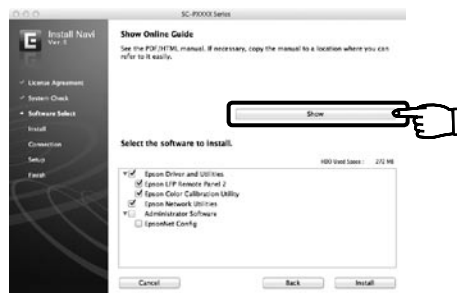 SC-PXXXX Series
E
Install Navi
Ver.5
License Agreement
System Check
Software Select
Install
Connection
Setup
Finish
Show Online Guide
See the PDF/HTML manual. If necessary, copy the manual to a location where you can
refer to it easily.
Show
Select the software to install.
HDD Used Space : 272 MB
Epson Driver and Utilities
Epson LFP Remote Panel 2
Epson Color Calibration Utility
Epson Network Utilities
Administrator Software
EpsonNet Config
Cancel
Back
Install